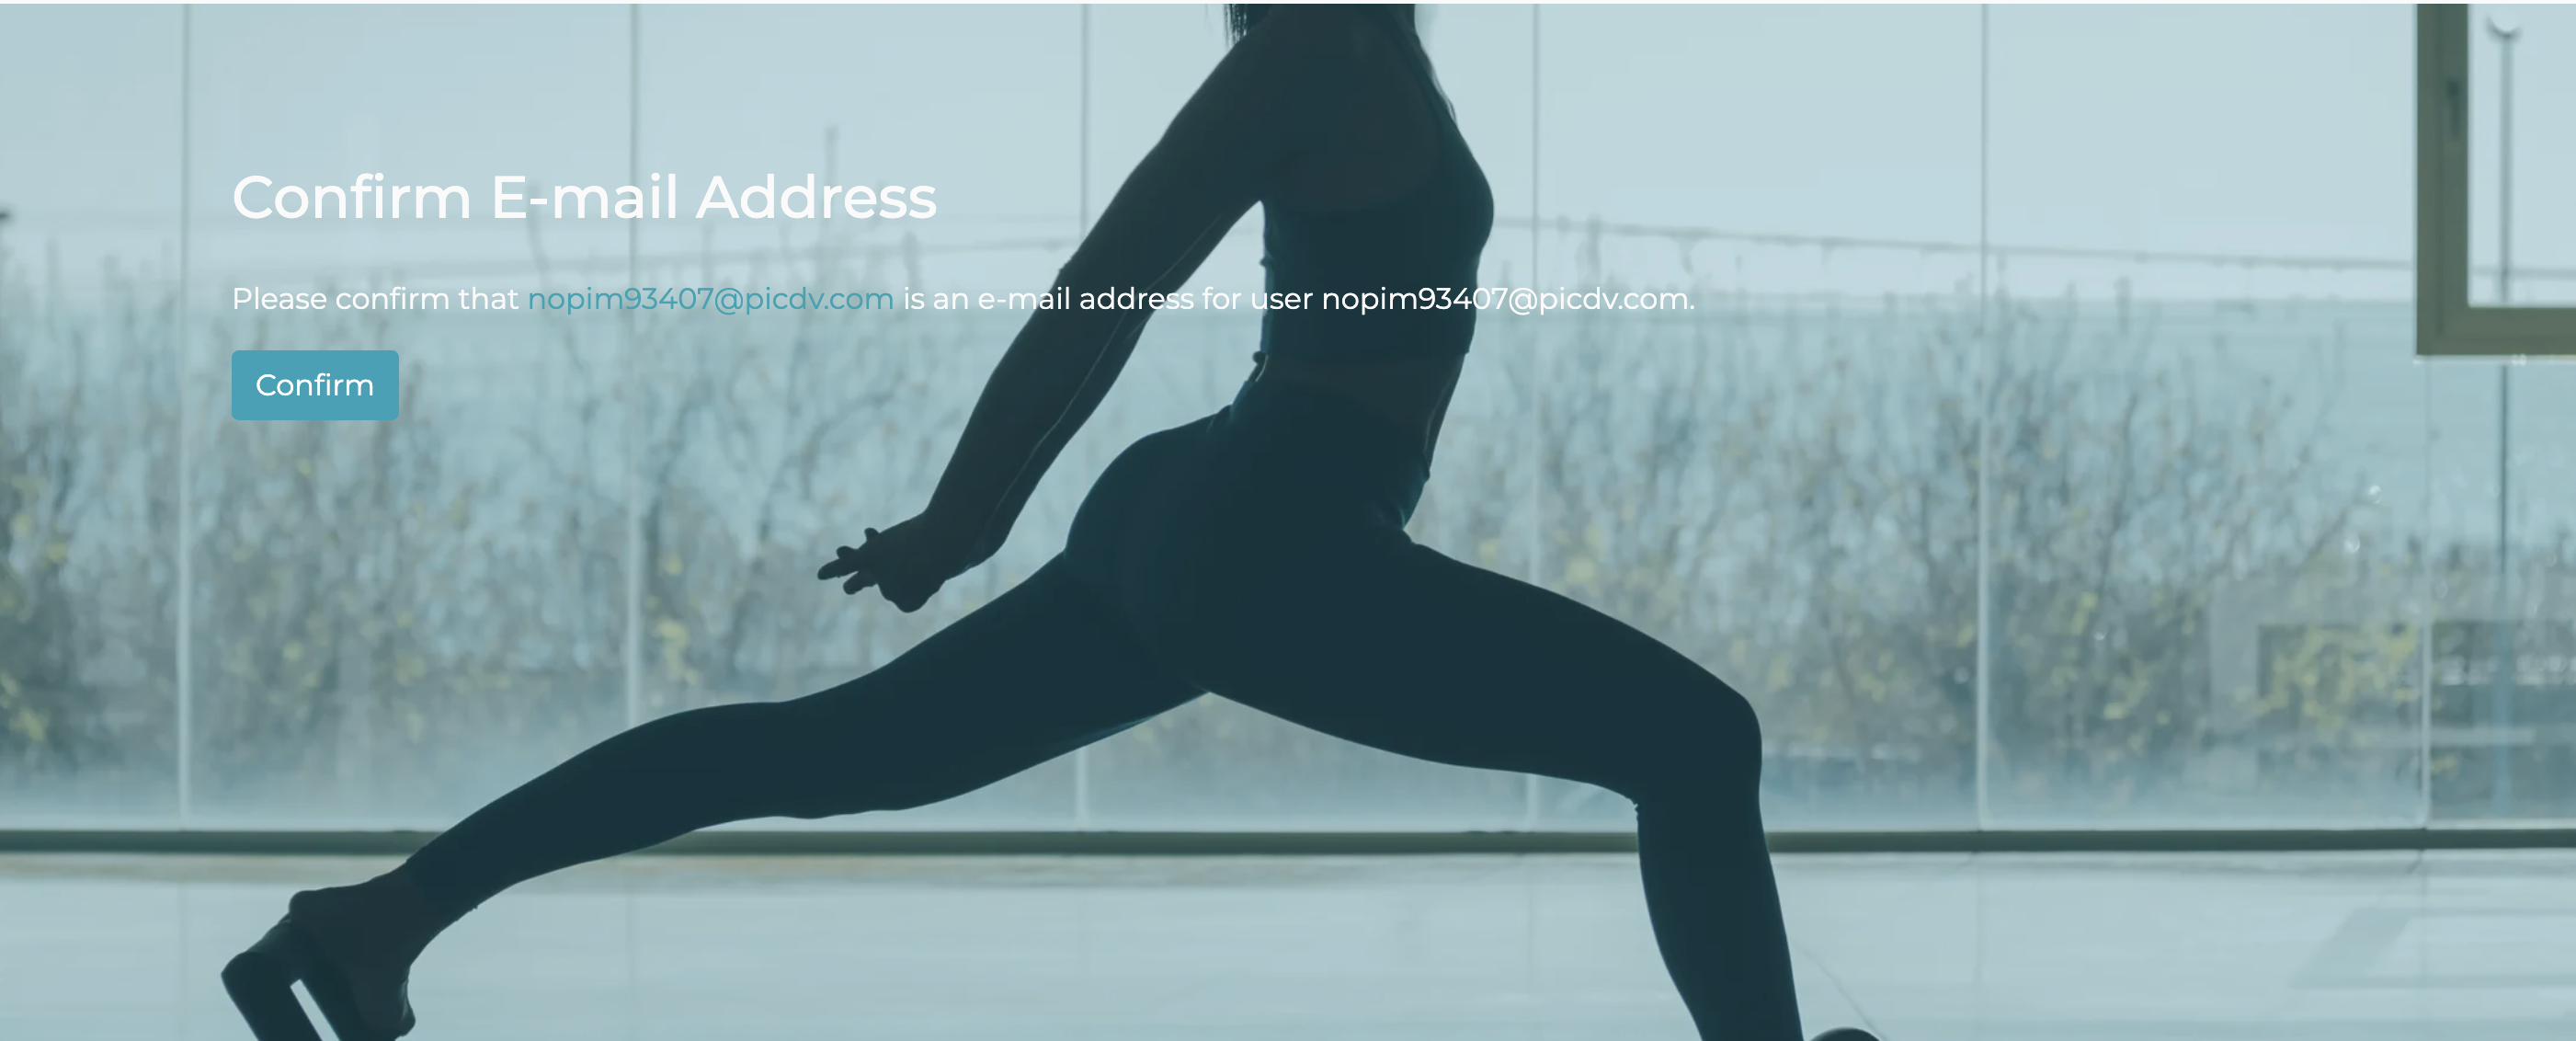 Confirm E-mail Address
Please confirm that nopim93407@picdv.com is an e-mail address for user nopim93407@picdv.com.
Confirm